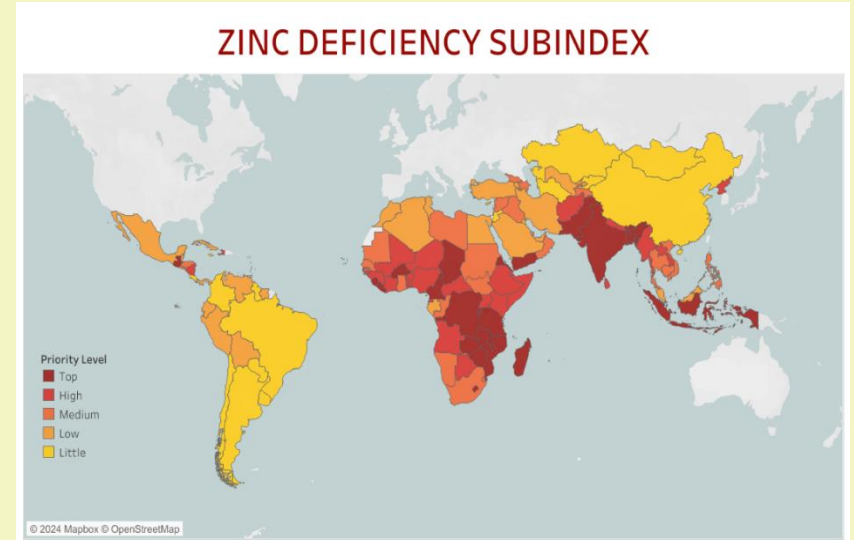 ZINC DEFICIENCY SUBINDEX
Priority Level
Top
High
Medium
Low
Little
© 2024 Mapbox © OpenStreetMap